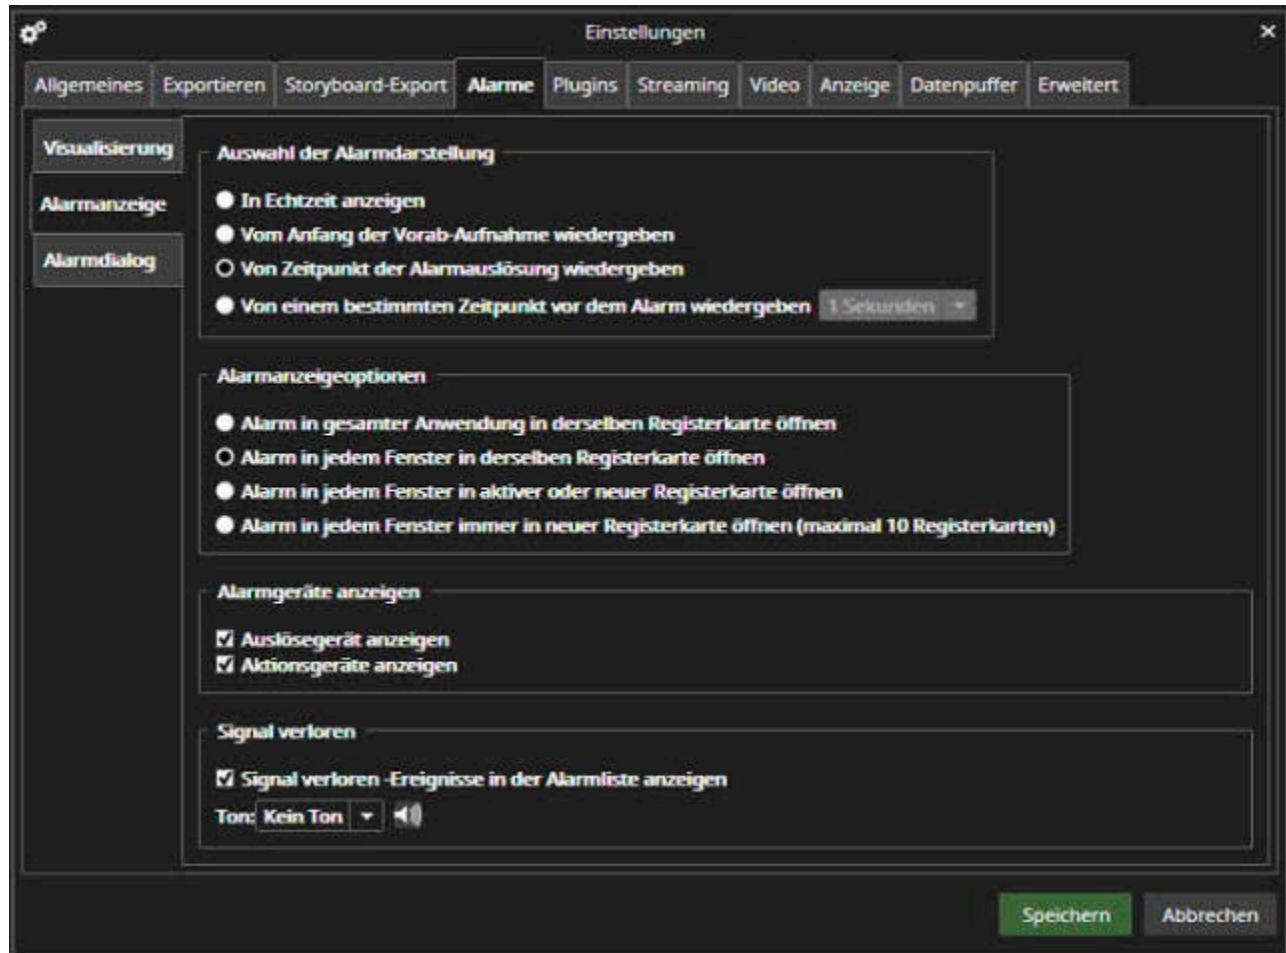 Einstellungen
Allgemeines Exportieren Storyboard-Export Alarme Plugins Streaming Video Anzeige Datenpuffer Erweitert
Visualisierung
Alarmanzeige
Alarmdialog
Auswahl der Alarmdarstellung
In Echtzeit anzeigen
Vom Anfang der Vorab-Aufnahme wiedergeben
Von Zeitpunkt der Alarmauslösung wiedergeben
Von einem bestimmten Zeitpunkt vor dem Alarm wiedergeben 1 Sekunden
Alarmanzeigeoptionen
Alarm in gesamter Anwendung in derselben Registerkarte öffnen
Alarm in jedem Fenster in derselben Registerkarte öffnen
Alarm in jedem Fenster in aktiver oder neuer Registerkarte öffnen
Alarm in jedem Fenster immer in neuer Registerkarte öffnen (maximal 10 Registerkarten)
Alarmgeräte anzeigen
Auslösegerät anzeigen
Aktionsgeräte anzeigen
Signal verloren
Signal verloren -Ereignisse in der Alarmliste anzeigen
Ton: Kein Ton
Speichern Abbrechen